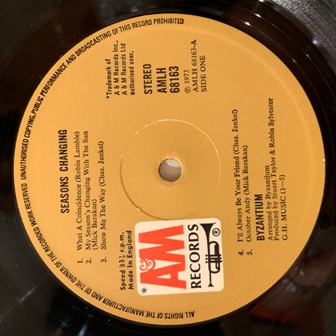 ALL RIGHTS OF THE MANUFACTURER AND OF THE OWNER OF THE RECORDED WORK RESERVED. UNAUTHORISED COPYING, PUBLIC PERFORMANCE AND BROADCASTING OF THIS RECORD PROHIBITED
SEASONS CHANGING
1. What A Coincidence (Robin Lamble)
2. My Season's Changing With The Sun
(Mick Barakan)
3. Show Me The Way (Chas. Jankel)
*Trademark of
A & M Records Inc.,
A & M Records Ltd
authorised user.
STEREO
AMLH
68163
Ⓟ 1973
AMLH 68163-A
SIDE ONE
Speed 33⅓ r.p.m.
*
AM
RECORDS
4. I'll Always Be Your Friend (Chas. Jankel)
5. October Andy (Mick Barakan)
BYZANTIUM
Arranged by Byzantium
Produced by Stuart Taylor & Robin Sylvester
G.H. MUSIC (1—5)